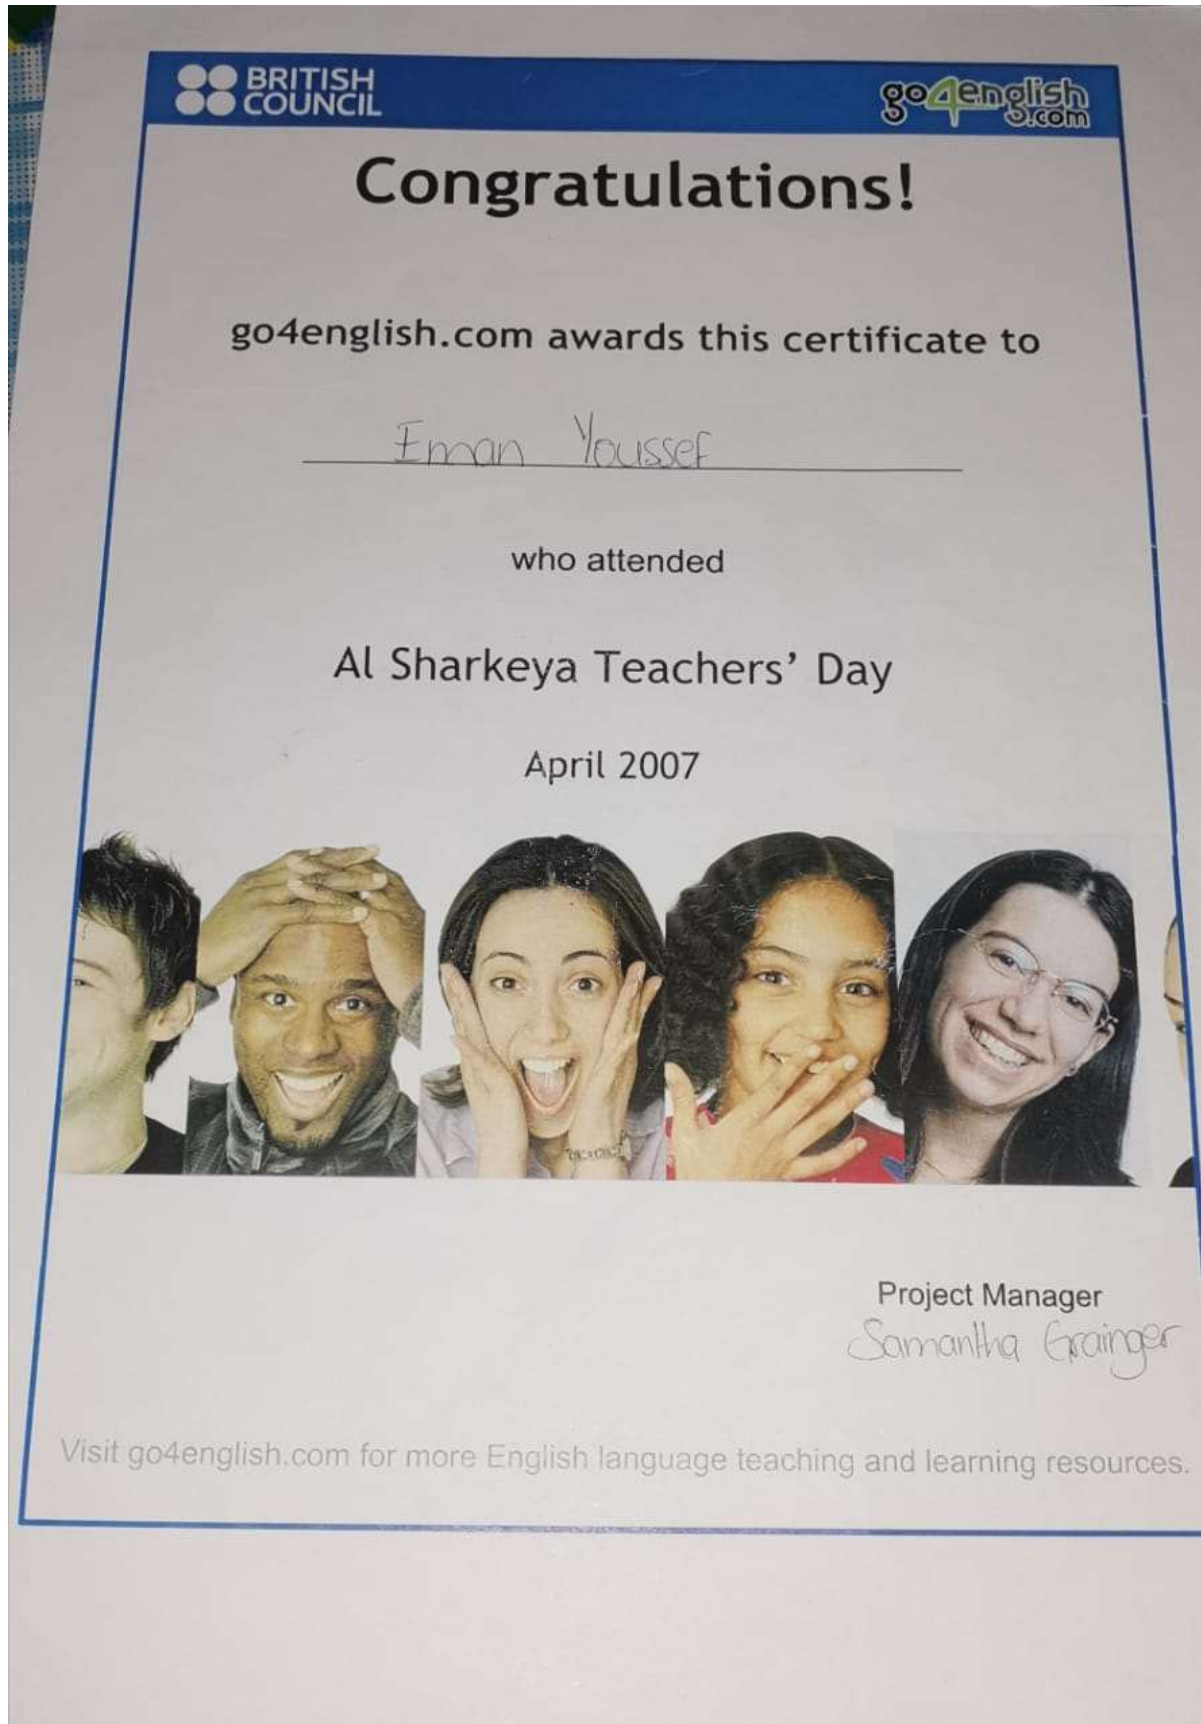 BRITISH
COUNCIL
go4english
.com
Congratulations!
go4english.com awards this certificate to
Eman Youssef
who attended
Al Sharkeya Teachers' Day
April 2007
Project Manager
Samantha Grainger
Visit go4english.com for more English language teaching and learning resources.